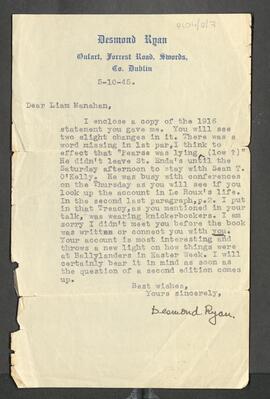 Desmond Ryan
Oulart, Forrest Road, Swords,
Co. Dublin
5-10-45.
Dear Liam Manahan,
I enclose a copy of the 1916
statement you gave me. You will see
two slight changes in it. There was a
word missing in 1st par, I think to
effect that "Pearse was lying (low ?)"
He didn't leave St. Enda's until the
Saturday afternoon to stay with Sean T.
O'Kelly. He was busy with conferences
on the Thursday as you will see if you
look up the account in Le Roux's life.
In the second last paragraph, p.2. I put
in that Treacy, as you mentioned in your
talk, was wearing knickerbockers. I am
sorry I didn't meet you before the book
was written or connect you with you.
Your account is most interesting and
throws a new light on how things were
at Ballylanders in Easter Week. I will
certainly bear it in mind as soon as
the question of a second edition comes
up.
Best wishes,
Yours sincerely,
Desmond Ryan.